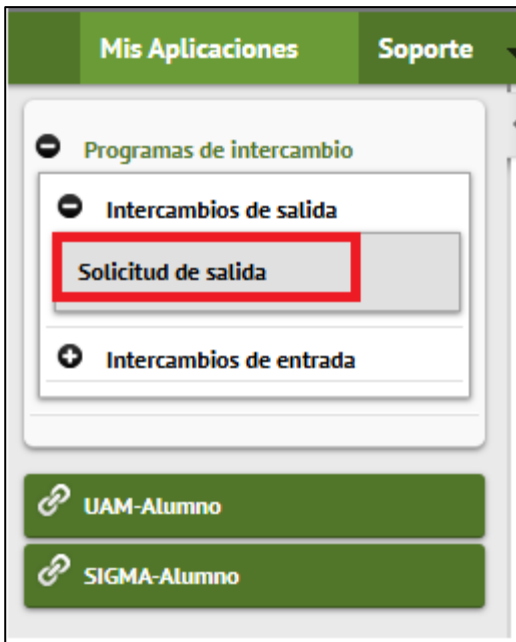 Mis Aplicaciones Soporte
Programas de intercambio
Intercambios de salida
Solicitud de salida
Intercambios de entrada
UAM-Alumno
SIGMA-Alumno